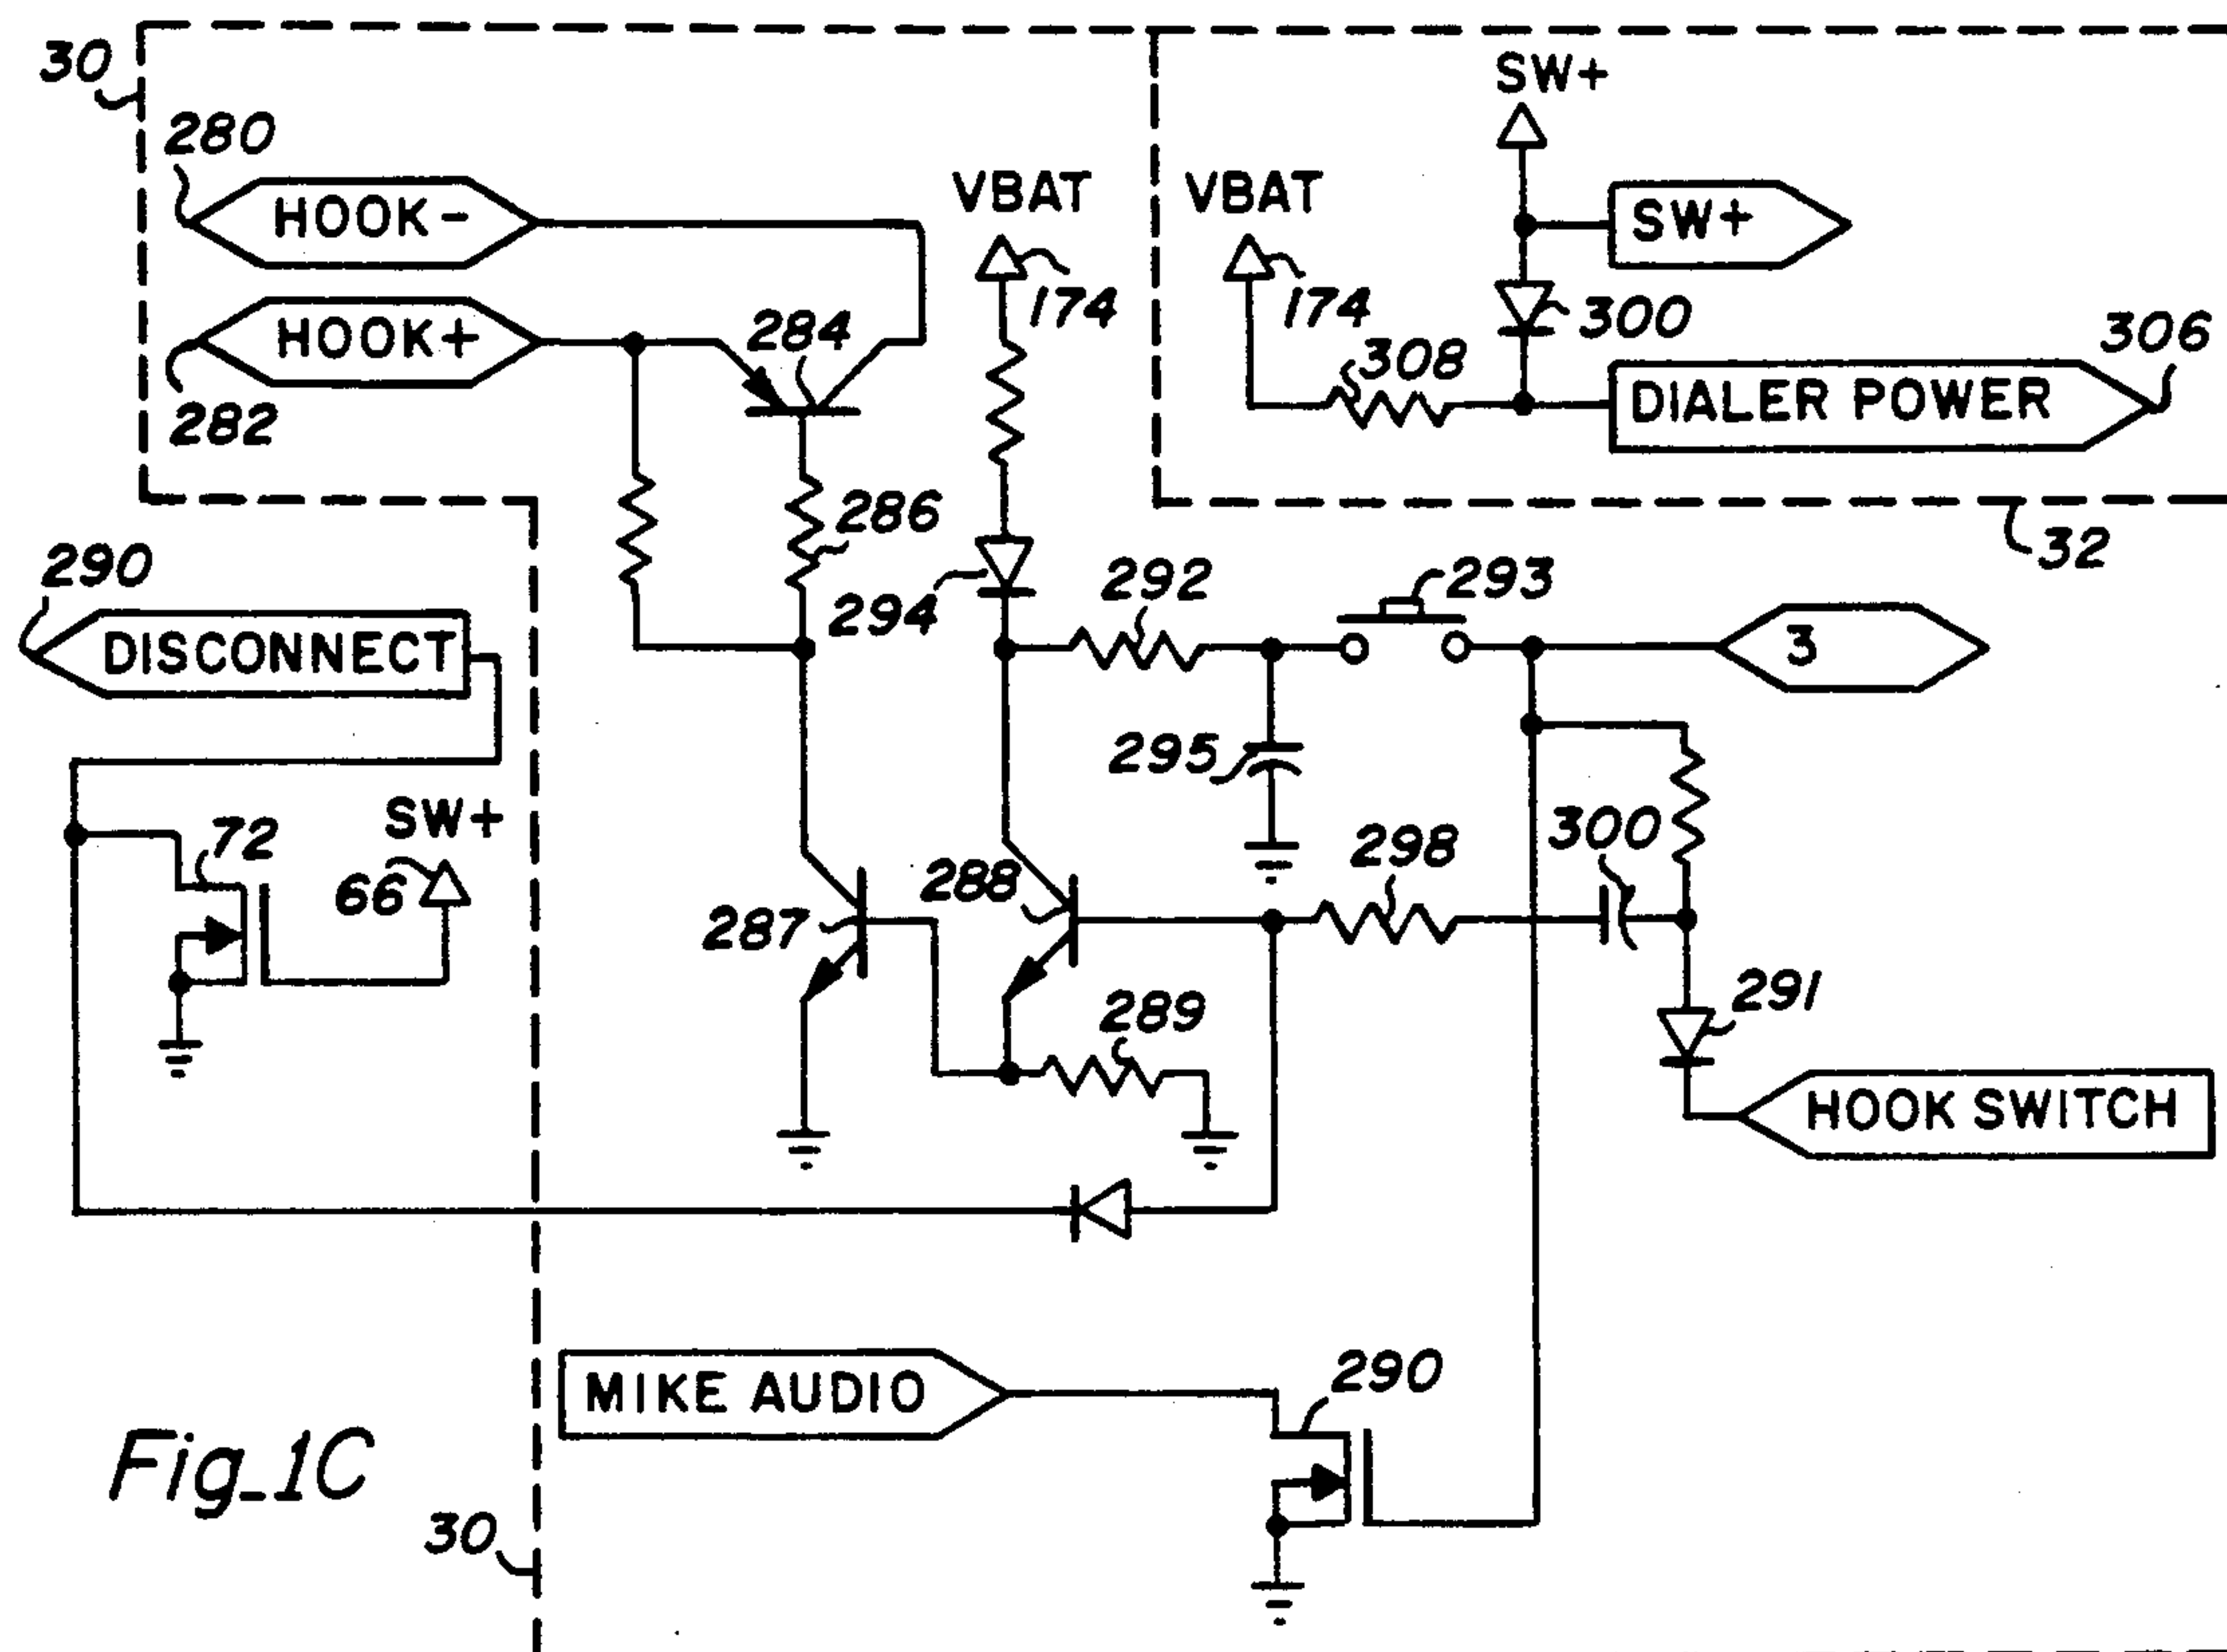 30
280
HOOK-
HOOK+
282
284
VBAT
174
VBAT
174
SW+
SW+
300
308
DIALER POWER
306
32
286
294
292
293
3
290
DISCONNECT
295
SW+
72
66
287
288
298
300
289
291
HOOK SWITCH
MIKE AUDIO
290
Fig_1C
30